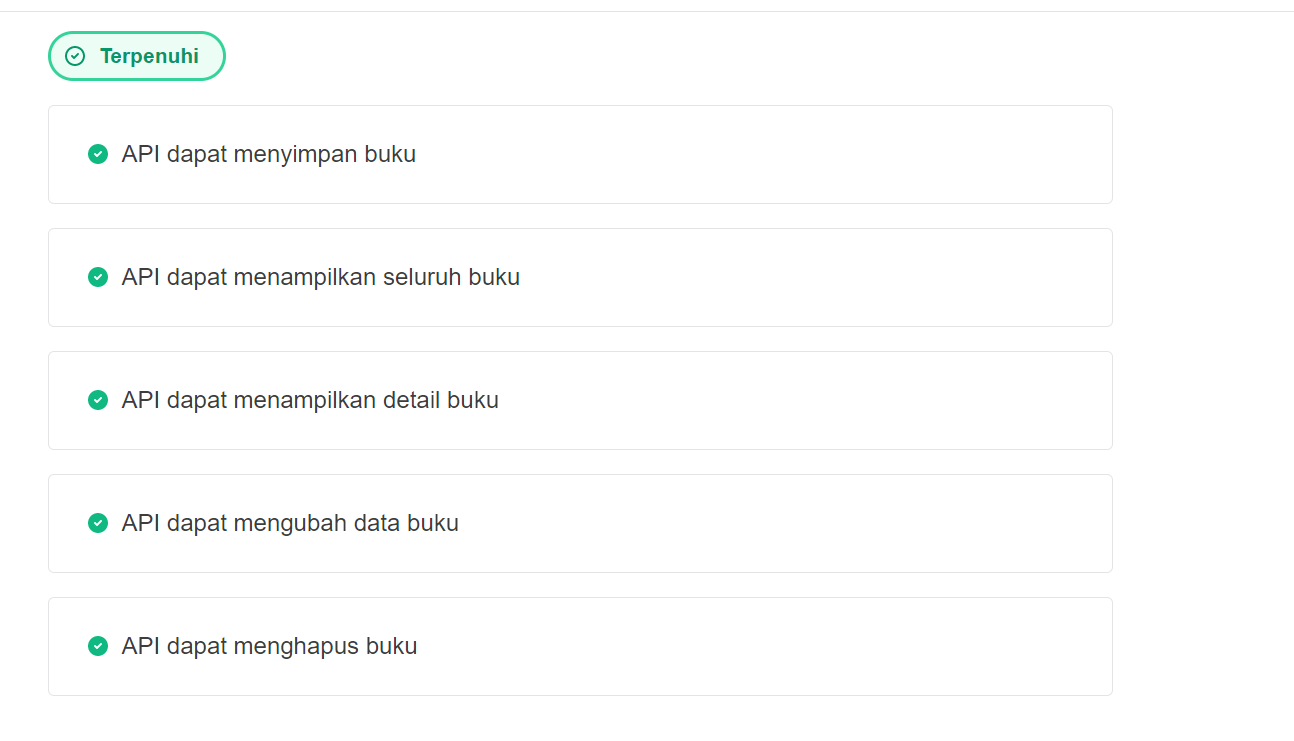 Terpenuhi
API dapat menyimpan buku
API dapat menampilkan seluruh buku
API dapat menampilkan detail buku
API dapat mengubah data buku
API dapat menghapus buku